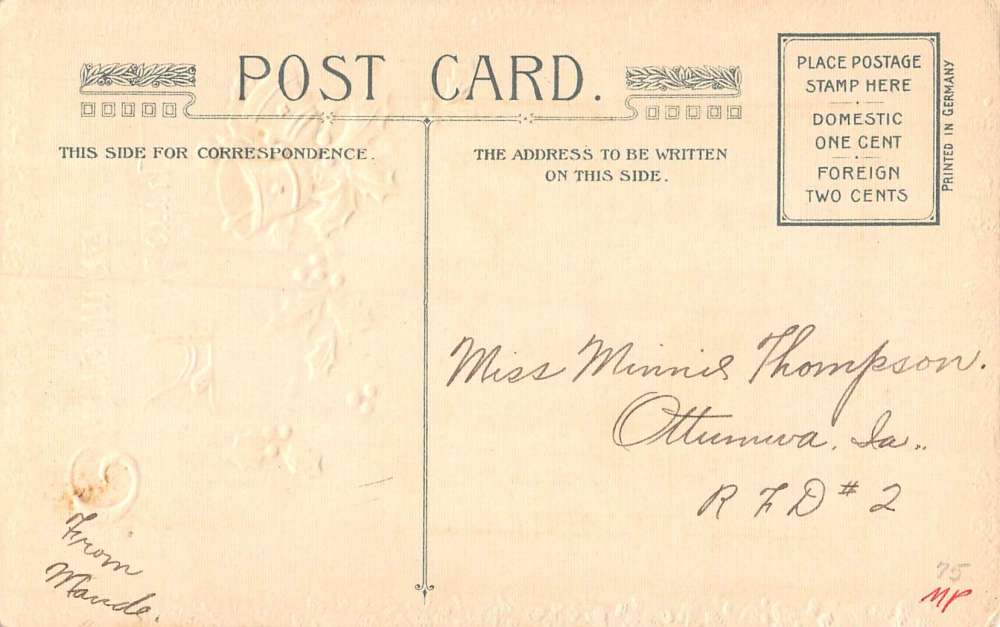 POST CARD.
THIS SIDE FOR CORRESPONDENCE.
THE ADDRESS TO BE WRITTEN
ON THIS SIDE.
PLACE POSTAGE
STAMP HERE
DOMESTIC
ONE CENT
FOREIGN
TWO CENTS
PRINTED IN GERMANY
Miss Minnie Thompson.
Ottumwa, Ia..
R F D # 2
From
Maude.
75